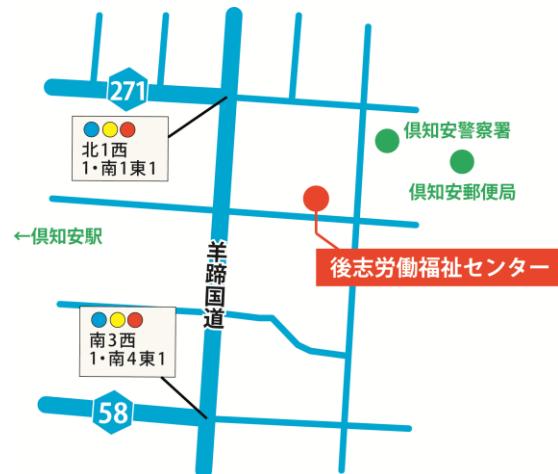 271
北1西
1・南1東1
倶知安警察署
倶知安郵便局
←倶知安駅
羊蹄国道
後志労働福祉センター
南3西
1・南4東1
58